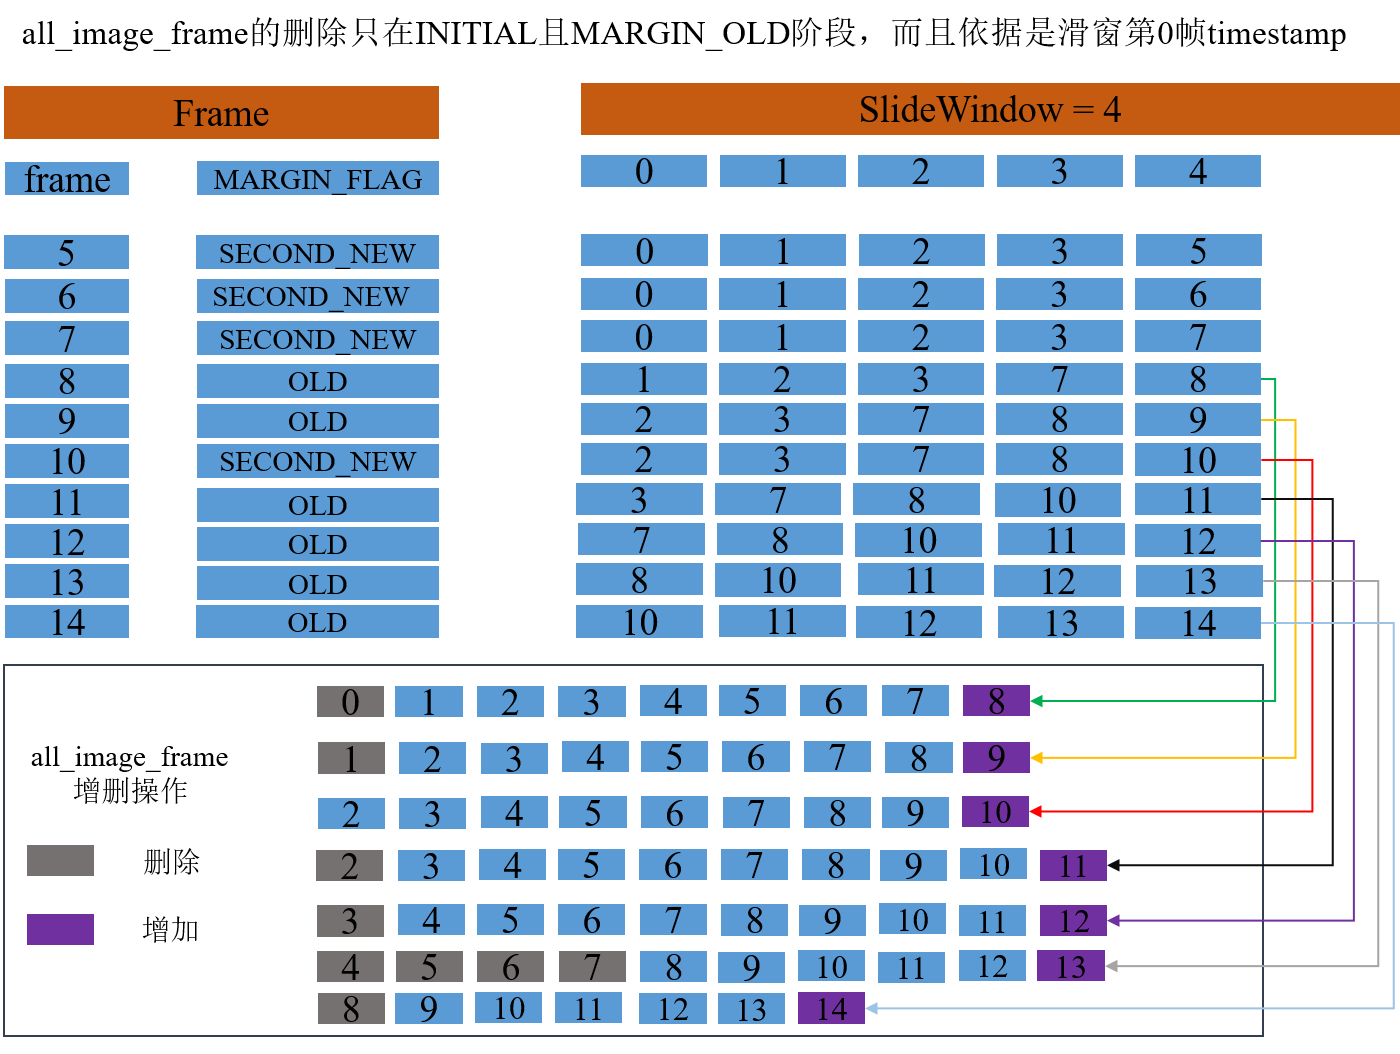 all_image_frame的删除只在INITIAL且MARGIN_OLD阶段，而且依据是滑窗第0帧timestamp
Frame
SlideWindow = 4
frame MARGIN_FLAG 0 1 2 3 4
5 SECOND_NEW 0 1 2 3 5
6 SECOND_NEW 0 1 2 3 6
7 SECOND_NEW 0 1 2 3 7
8 OLD 1 2 3 7 8
9 OLD 2 3 7 8 9
10 SECOND_NEW 2 3 7 8 10
11 OLD 3 7 8 10 11
12 OLD 7 8 10 11 12
13 OLD 8 10 11 12 13
14 OLD 10 11 12 13 14
all_image_frame
增删操作
删除
增加
0 1 2 3 4 5 6 7 8
1 2 3 4 5 6 7 8 9
2 3 4 5 6 7 8 9 10
2 3 4 5 6 7 8 9 10 11
3 4 5 6 7 8 9 10 11 12
4 5 6 7 8 9 10 11 12 13
8 9 10 11 12 13 14